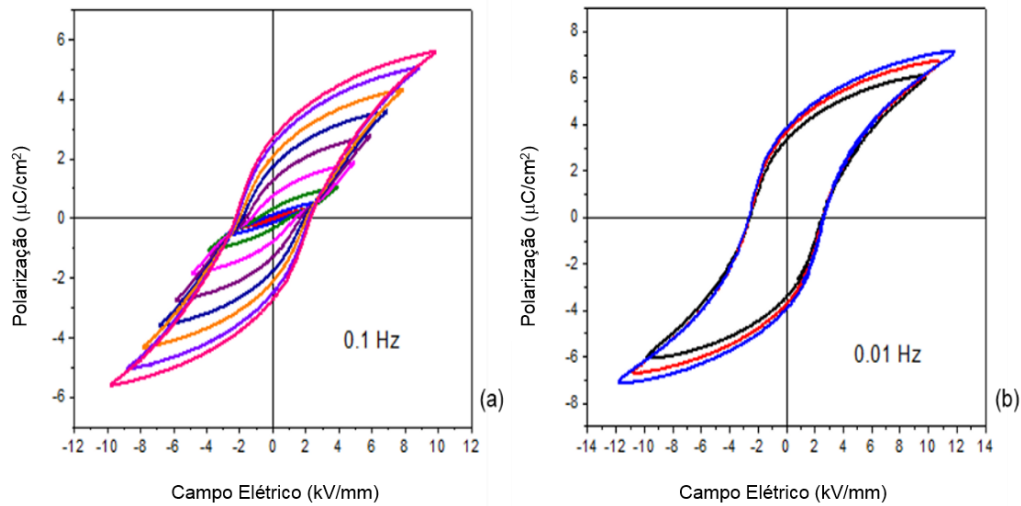 Polarização (µC/cm²)
6
4
2
0
-2
-4
-6
0.1 Hz
(a)
-12 -10 -8 -6 -4 -2 0 2 4 6 8 10 12
Campo Elétrico (kV/mm)
Polarização (µC/cm²)
8
6
4
2
0
-2
-4
-6
-8
0.01 Hz
(b)
-14 -12 -10 -8 -6 -4 -2 0 2 4 6 8 10 12 14
Campo Elétrico (kV/mm)